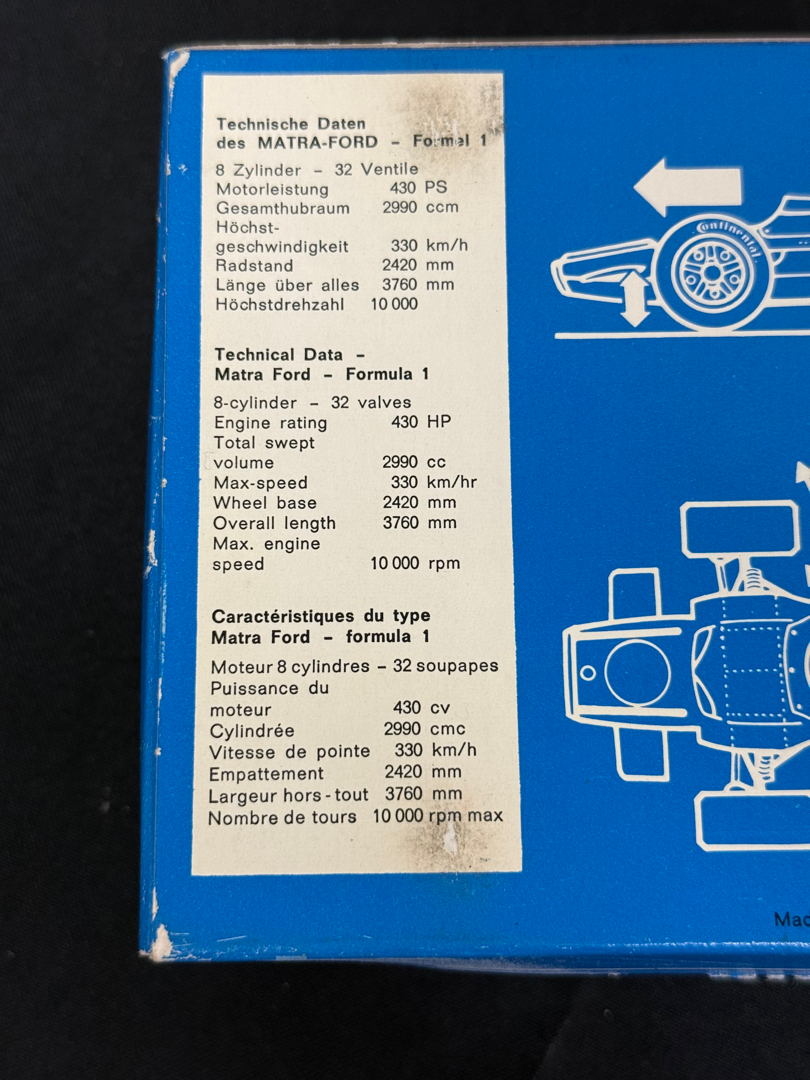 Technische Daten
des MATRA-FORD – Formel 1
8 Zylinder – 32 Ventile
Motorleistung 430 PS
Gesamthubraum 2990 ccm
Höchst-
geschwindigkeit 330 km/h
Radstand 2420 mm
Länge über alles 3760 mm
Höchstdrehzahl 10 000
Technical Data –
Matra Ford – Formula 1
8-cylinder – 32 valves
Engine rating 430 HP
Total swept
volume 2990 cc
Max-speed 330 km/hr
Wheel base 2420 mm
Overall length 3760 mm
Max. engine
speed 10 000 rpm
Caractéristiques du type
Matra Ford – formula 1
Moteur 8 cylindres – 32 soupapes
Puissance du
moteur 430 cv
Cylindrée 2990 cmc
Vitesse de pointe 330 km/h
Empattement 2420 mm
Largeur hors-tout 3760 mm
Nombre de tours 10 000 rpm max
Continental